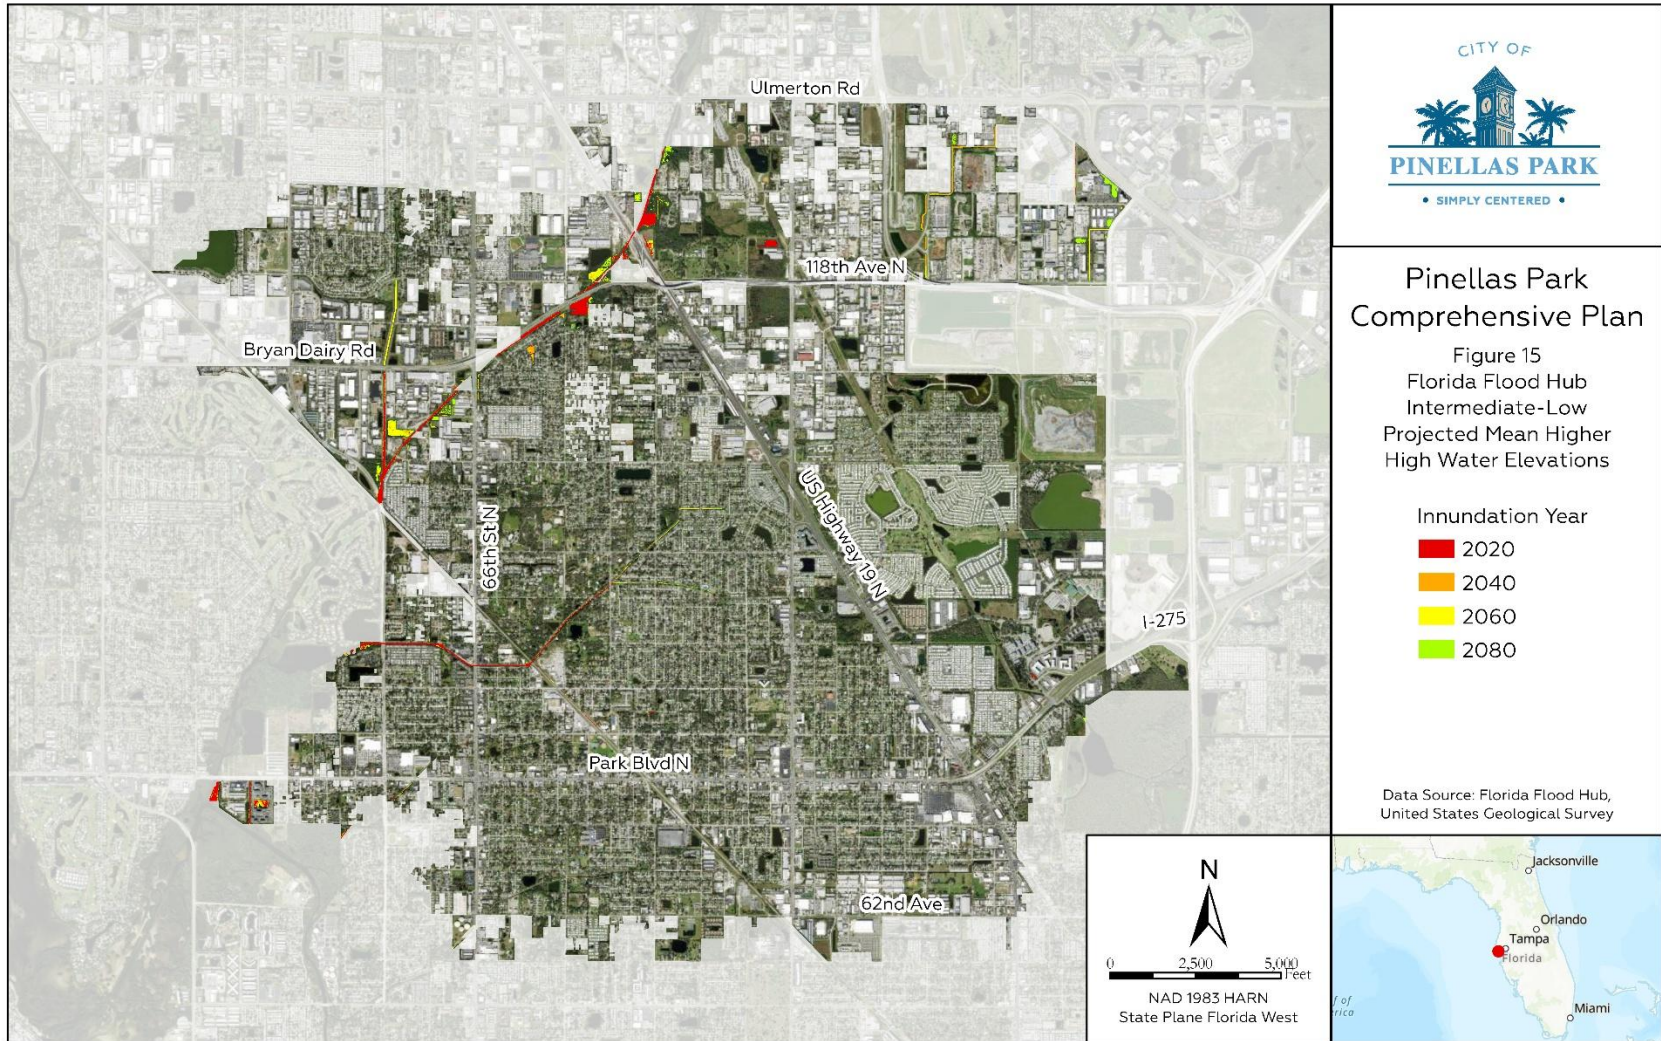 Ulmerton Rd
118th Ave N
Bryan Dairy Rd
66th St N
US Highway 19 N
I-275
Park Blvd N
62nd Ave
CITY OF
PINELLAS PARK
• SIMPLY CENTERED •
Pinellas Park
Comprehensive Plan
Figure 15
Florida Flood Hub
Intermediate-Low
Projected Mean Higher
High Water Elevations
Innundation Year
2020
2040
2060
2080
Data Source: Florida Flood Hub,
United States Geological Survey
N
0 2,500 5,000
Feet
NAD 1983 HARN
State Plane Florida West
Jacksonville
Orlando
Tampa
Florida
Miami
f of